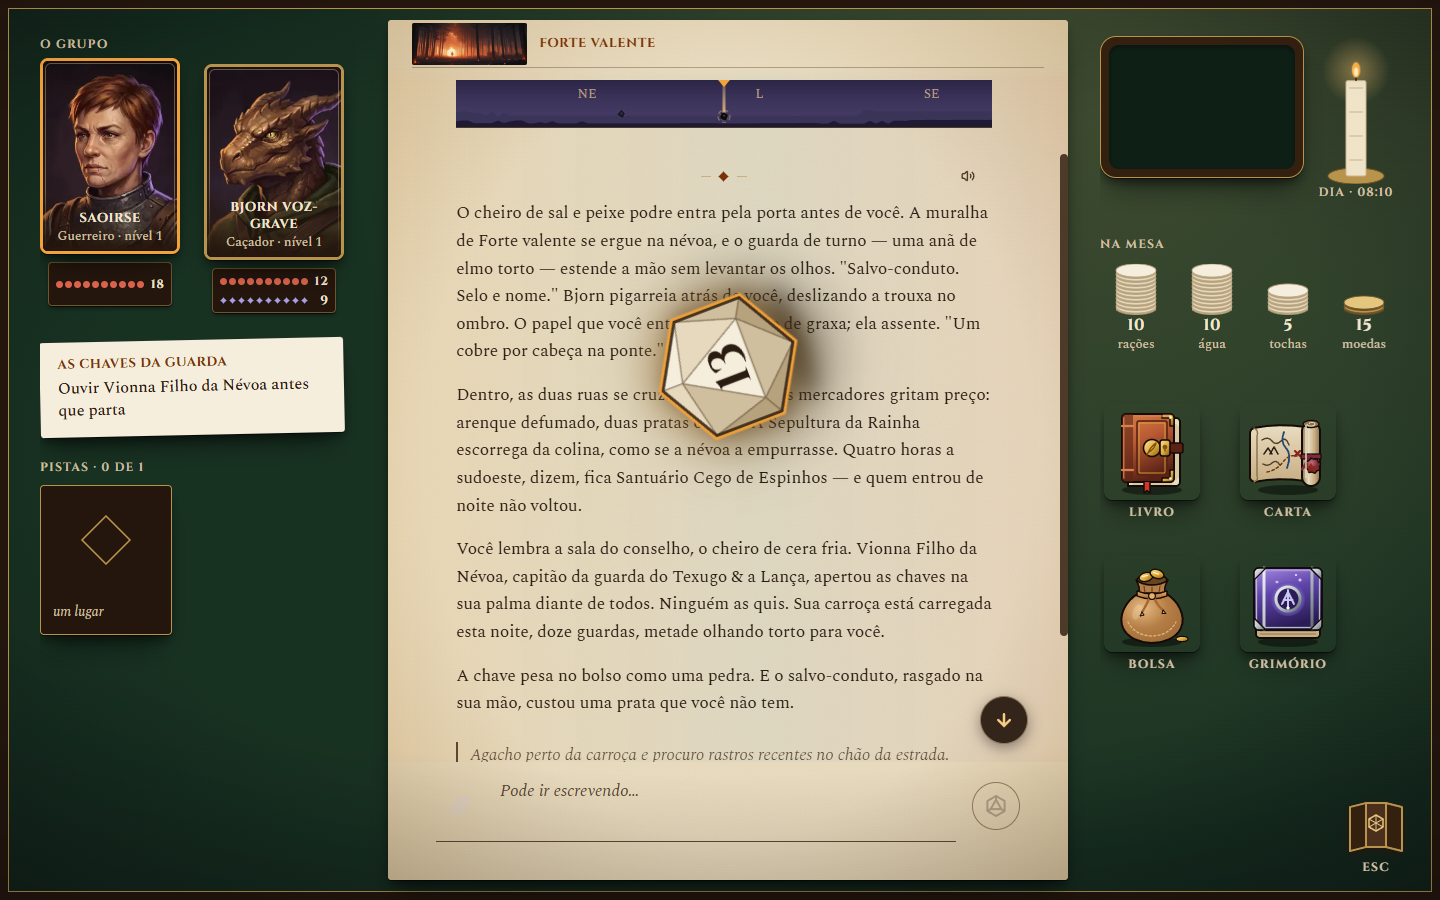 O GRUPO
SAOIRSE
Guerreiro · nível 1
18
BJORN VOZ-
GRAVE
Caçador · nível 1
12
9
AS CHAVES DA GUARDA
Ouvir Vionna Filho da Névoa antes
que parta
PISTAS · 0 DE 1
um lugar
FORTE VALENTE
NE
L
SE
O cheiro de sal e peixe podre entra pela porta antes de você. A muralha
de Forte valente se ergue na névoa, e o guarda de turno — uma anã de
elmo torto — estende a mão sem levantar os olhos. "Salvo-conduto.
Selo e nome." Bjorn pigarreia atrás de você, deslizando a trouxa no
ombro. O papel que você de graxa; ela assente. "Um
cobre por cabeça na ponte."
Dentro, as duas ruas se mercadores gritam preço:
arenque defumado, duas pratas Sepultura da Rainha
escorrega da colina, como se a névoa a empurrasse. Quatro horas a
sudoeste, dizem, fica Santuário Cego de Espinhos — e quem entrou de
noite não voltou.
Você lembra a sala do conselho, o cheiro de cera fria. Vionna Filho da
Névoa, capitão da guarda do Texugo & a Lança, apertou as chaves na
sua palma diante de todos. Ninguém as quis. Sua carroça está carregada
esta noite, doze guardas, metade olhando torto para você.
A chave pesa no bolso como uma pedra. E o salvo-conduto, rasgado na
sua mão, custou uma prata que você não tem.
Agacho perto da carroça e procuro rastros recentes no chão da estrada.
Pode ir escrevendo...
13
DIA · 08:10
NA MESA
10
rações
10
água
5
tochas
15
moedas
LIVRO
CARTA
BOLSA
GRIMÓRIO
ESC